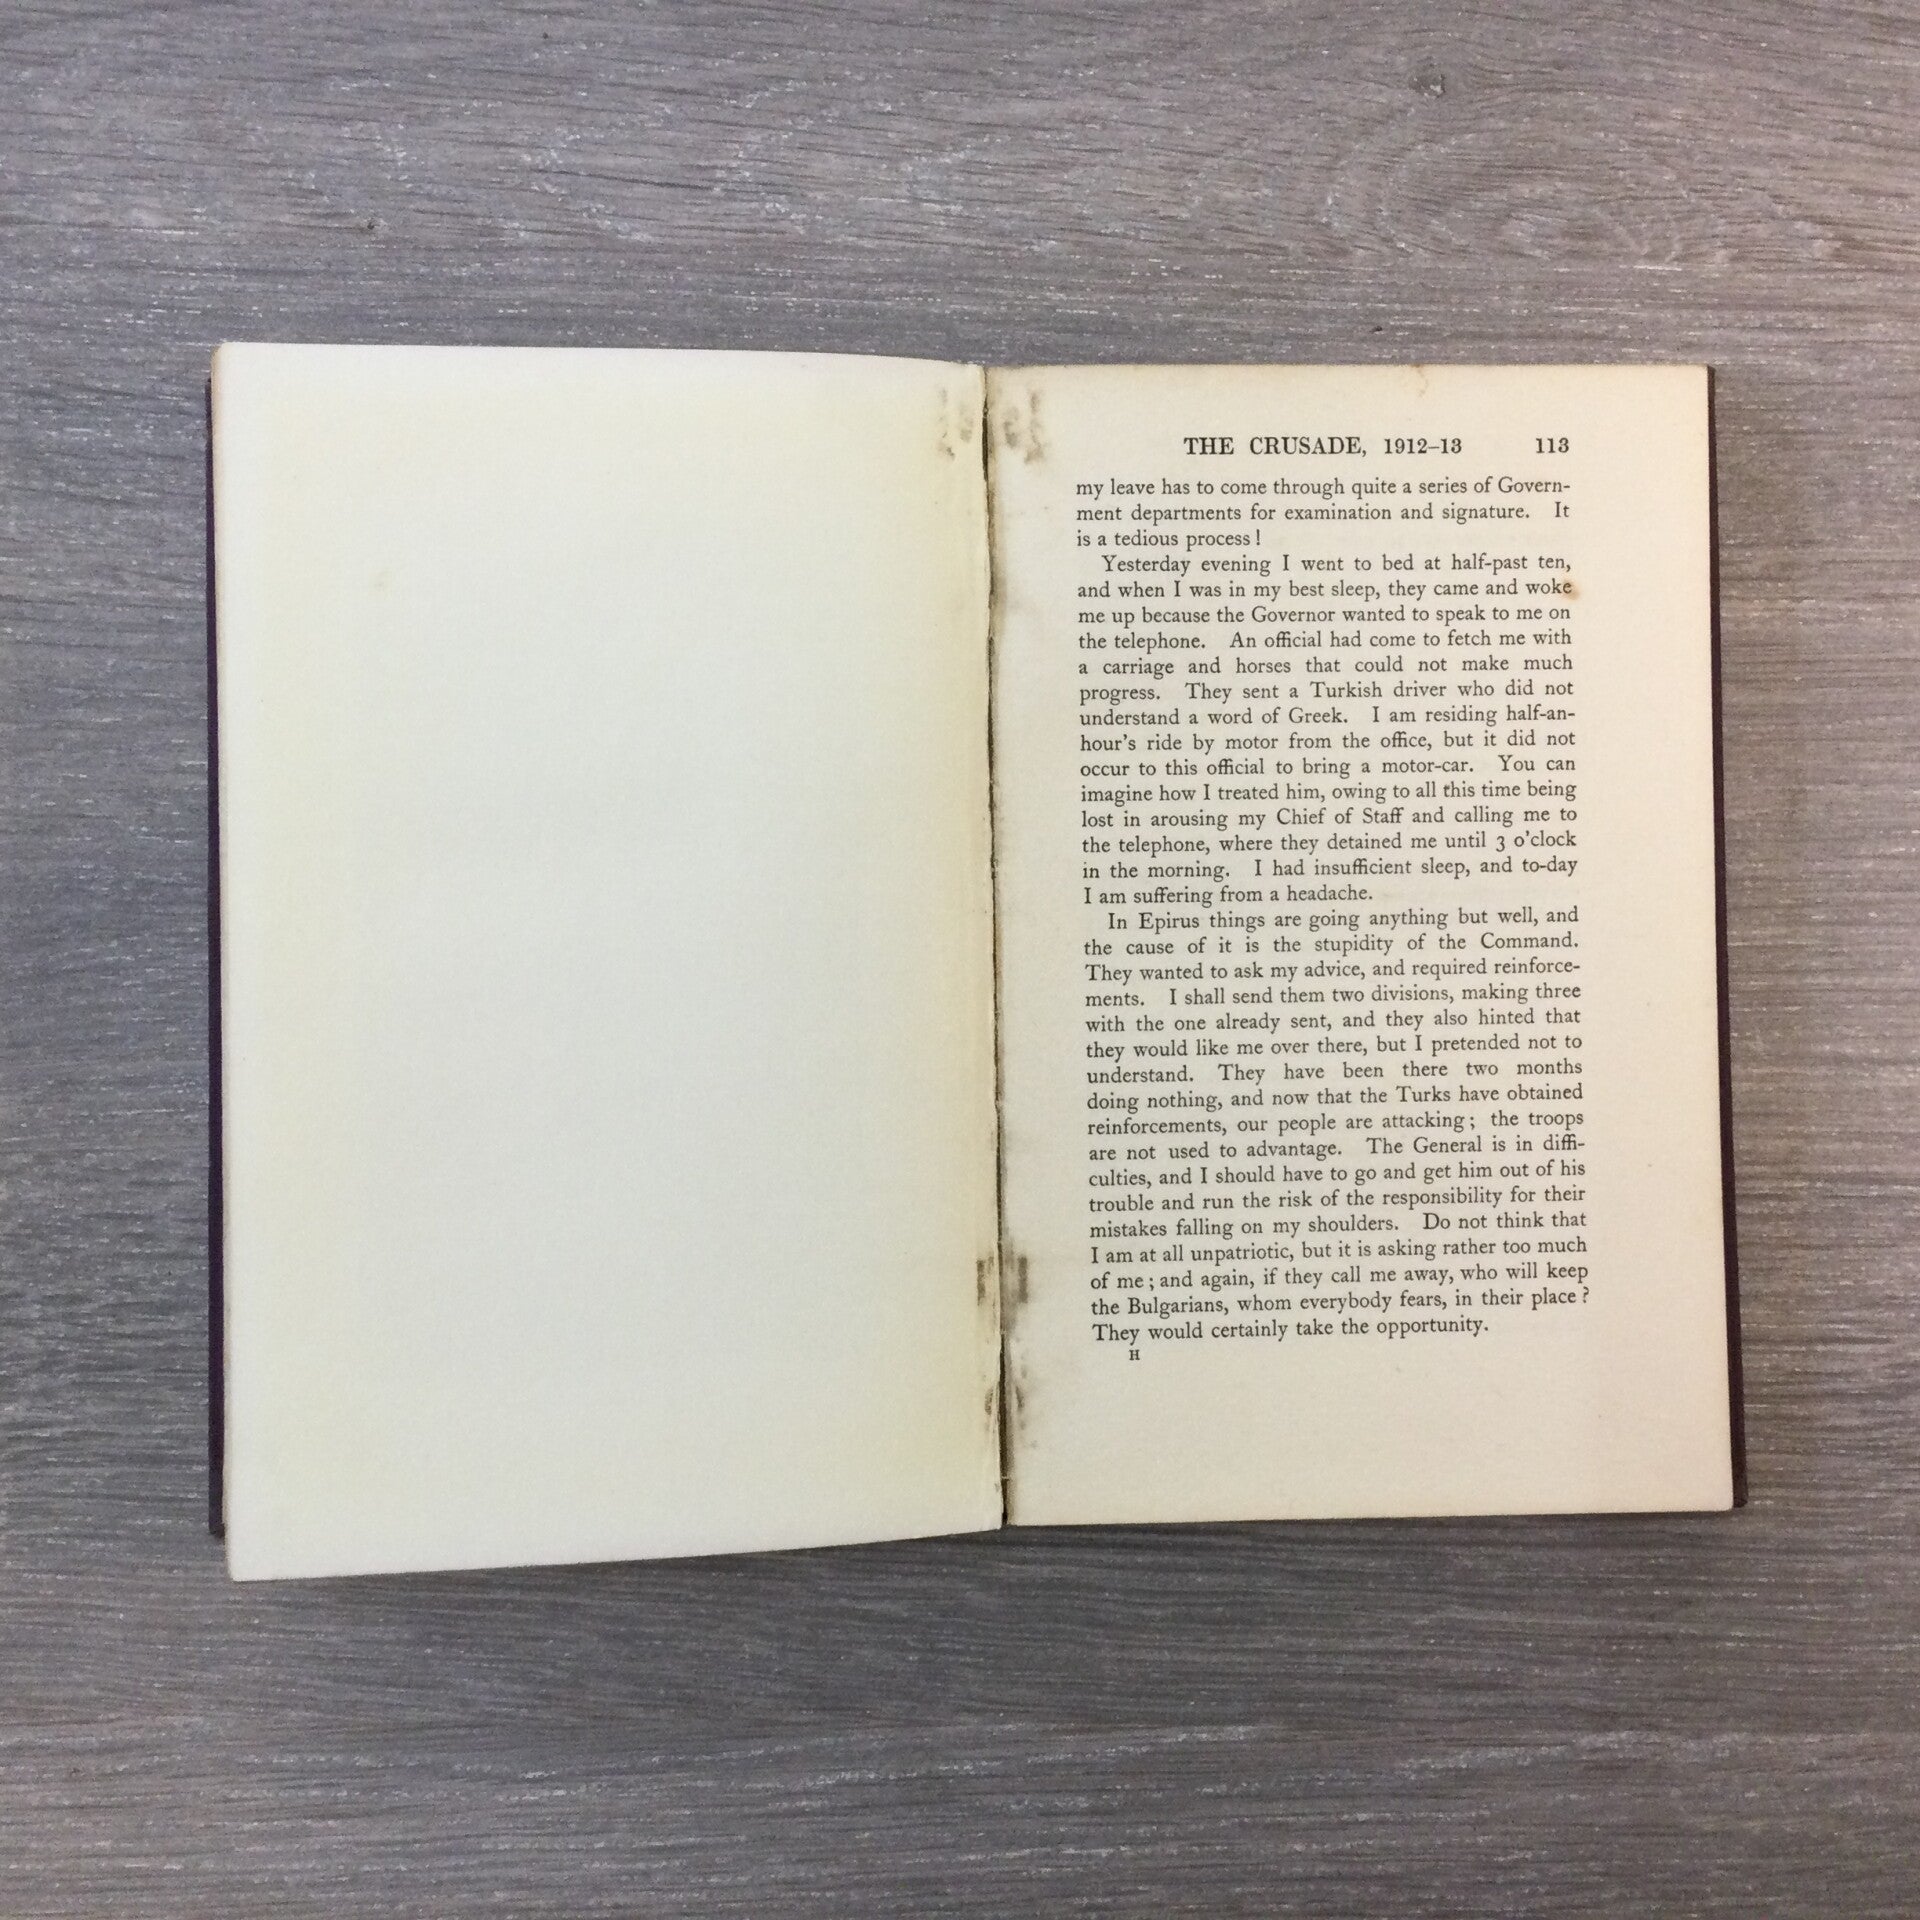 THE CRUSADE, 1912–13 113
my leave has to come through quite a series of Govern-
ment departments for examination and signature. It
is a tedious process!
Yesterday evening I went to bed at half-past ten,
and when I was in my best sleep, they came and woke
me up because the Governor wanted to speak to me on
the telephone. An official had come to fetch me with
a carriage and horses that could not make much
progress. They sent a Turkish driver who did not
understand a word of Greek. I am residing half-an-
hour's ride by motor from the office, but it did not
occur to this official to bring a motor-car. You can
imagine how I treated him, owing to all this time being
lost in arousing my Chief of Staff and calling me to
the telephone, where they detained me until 3 o'clock
in the morning. I had insufficient sleep, and to-day
I am suffering from a headache.
In Epirus things are going anything but well, and
the cause of it is the stupidity of the Command.
They wanted to ask my advice, and required reinforce-
ments. I shall send them two divisions, making three
with the one already sent, and they also hinted that
they would like me over there, but I pretended not to
understand. They have been there two months
doing nothing, and now that the Turks have obtained
reinforcements, our people are attacking; the troops
are not used to advantage. The General is in diffi-
culties, and I should have to go and get him out of his
trouble and run the risk of the responsibility for their
mistakes falling on my shoulders. Do not think that
I am at all unpatriotic, but it is asking rather too much
of me; and again, if they call me away, who will keep
the Bulgarians, whom everybody fears, in their place?
They would certainly take the opportunity.
H